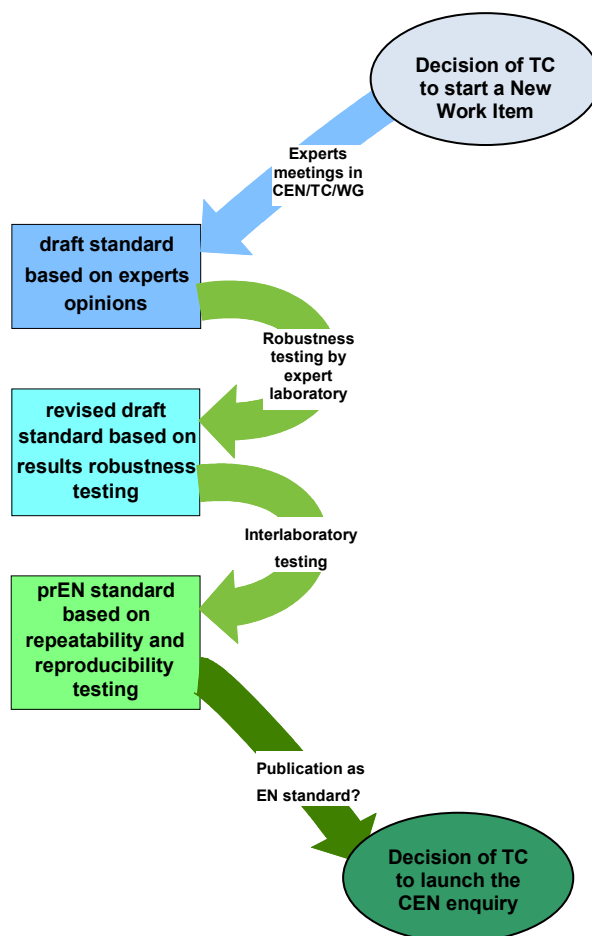 Decision of TC
to start a New
Work Item
Experts
meetings in
CEN/TC/WG
draft standard
based on experts
opinions
Robustness
testing by
expert
laboratory
revised draft
standard based on
results robustness
testing
Interlaboratory
testing
prEN standard
based on
repeatability and
reproducibility
testing
Publication as
EN standard?
Decision of TC
to launch the
CEN enquiry